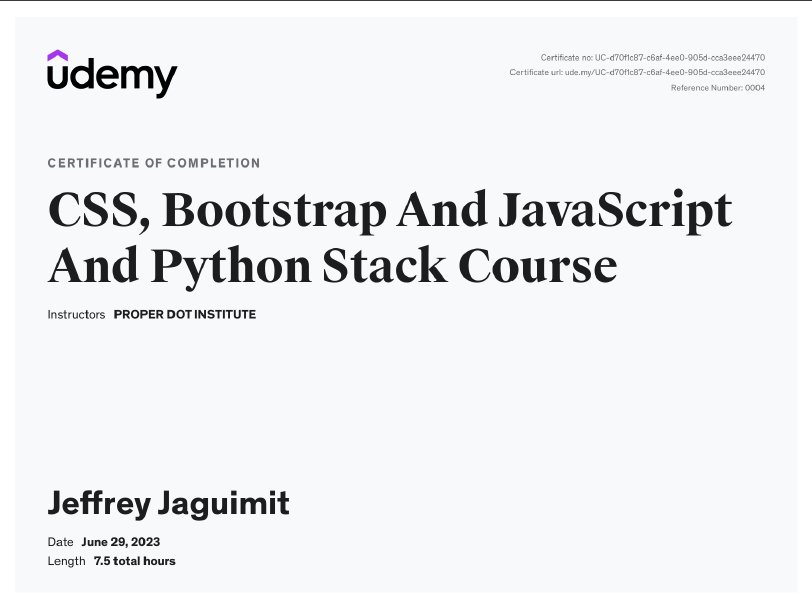 udemy
Certificate no: UC-d70f1c87-c6af-4ee0-905d-cca3eee24470
Certificate url: ude.my/UC-d70f1c87-c6af-4ee0-905d-cca3eee24470
Reference Number: 0004
CERTIFICATE OF COMPLETION
CSS, Bootstrap And JavaScript
And Python Stack Course
Instructors PROPER DOT INSTITUTE
Jeffrey Jaguimit
Date June 29, 2023
Length 7.5 total hours